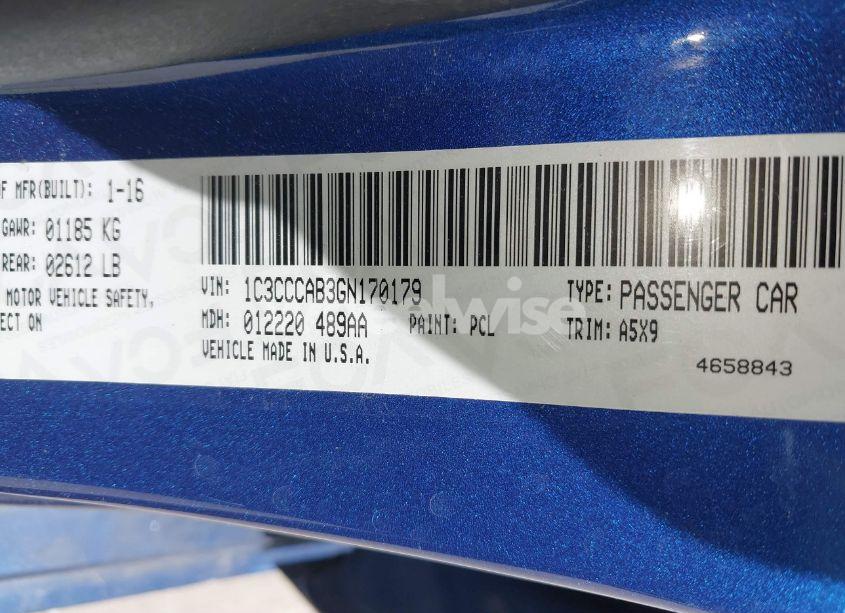 OF MFR(BUILT): 1-16
GAWR: 01185 KG
REAR: 02612 LB
MOTOR VEHICLE SAFETY,
ECT ON
VIN: 1C3CCCAB3GN170179
TYPE: PASSENGER CAR
MDH: 012220 489AA
PAINT: PCL
TRIM: A5X9
VEHICLE MADE IN U.S.A.
4658843